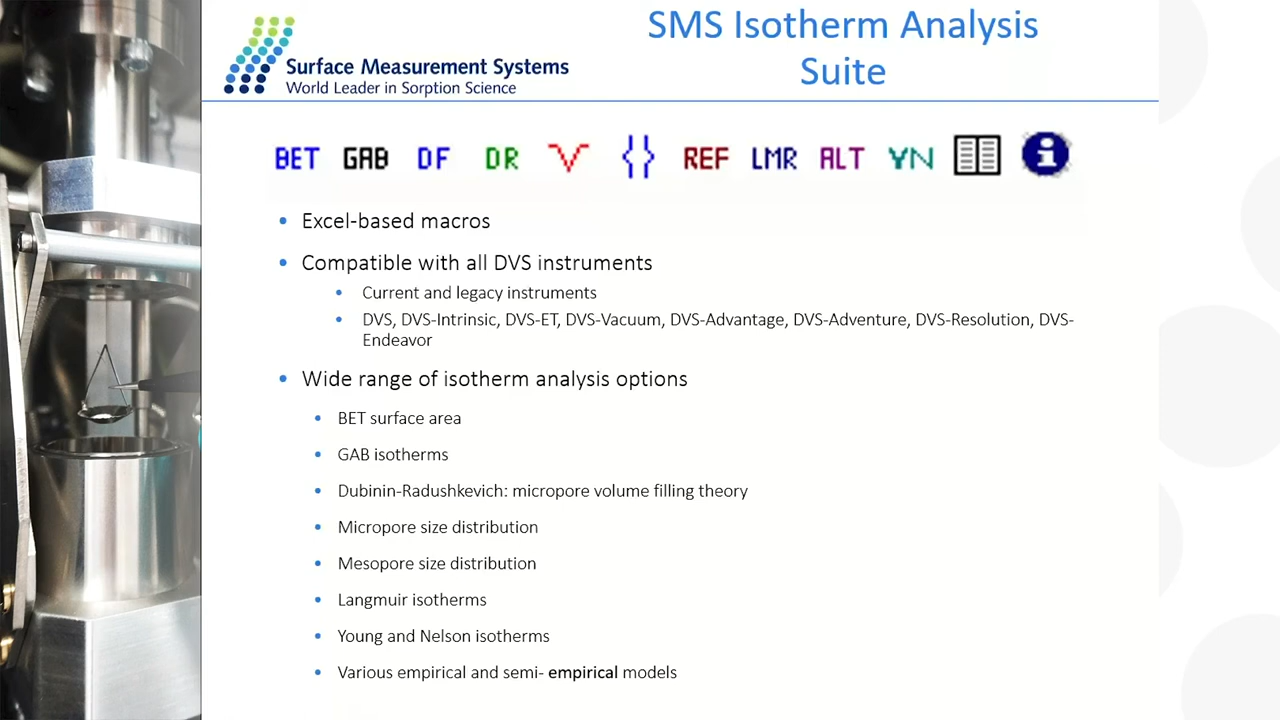 SMS Isotherm Analysis
Suite
Surface Measurement Systems
World Leader in Sorption Science
BET GAB DF DR REF LMR ALT YN i
• Excel-based macros
• Compatible with all DVS instruments
• Current and legacy instruments
• DVS, DVS-Intrinsic, DVS-ET, DVS-Vacuum, DVS-Advantage, DVS-Adventure, DVS-Resolution, DVS-
Endeavor
• Wide range of isotherm analysis options
• BET surface area
• GAB isotherms
• Dubinin-Radushkevich: micropore volume filling theory
• Micropore size distribution
• Mesopore size distribution
• Langmuir isotherms
• Young and Nelson isotherms
• Various empirical and semi- empirical models